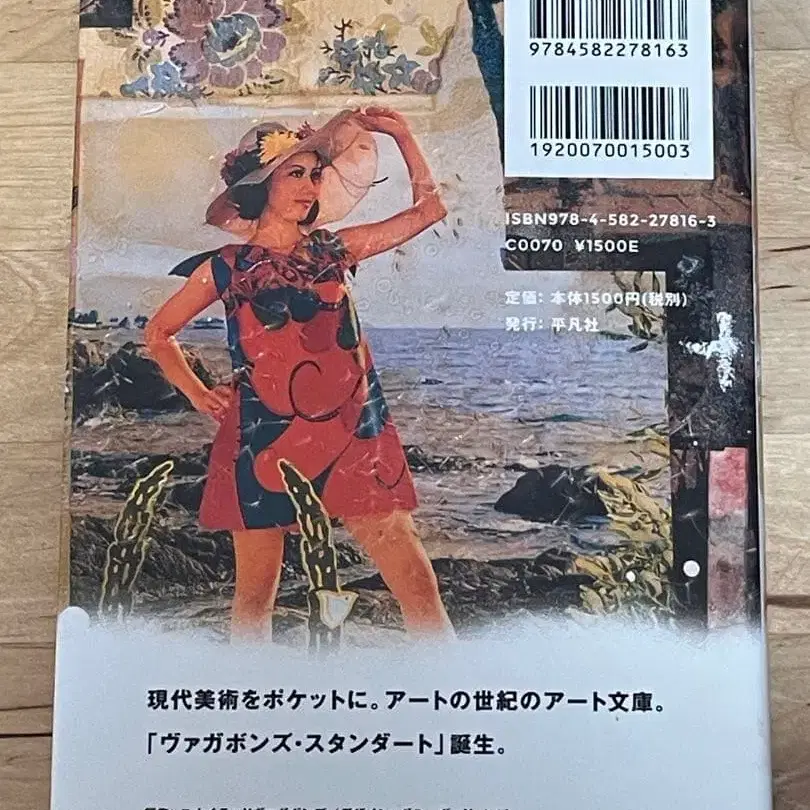 9784582278163
1920070015003
ISBN978-4-582-27816-3
C0070 ¥1500E
定価: 本体1500円(税別)
発行: 平凡社
現代美術をポケットに。アートの世紀のアート文庫。
「ヴァガボンズ・スタンダート」誕生。